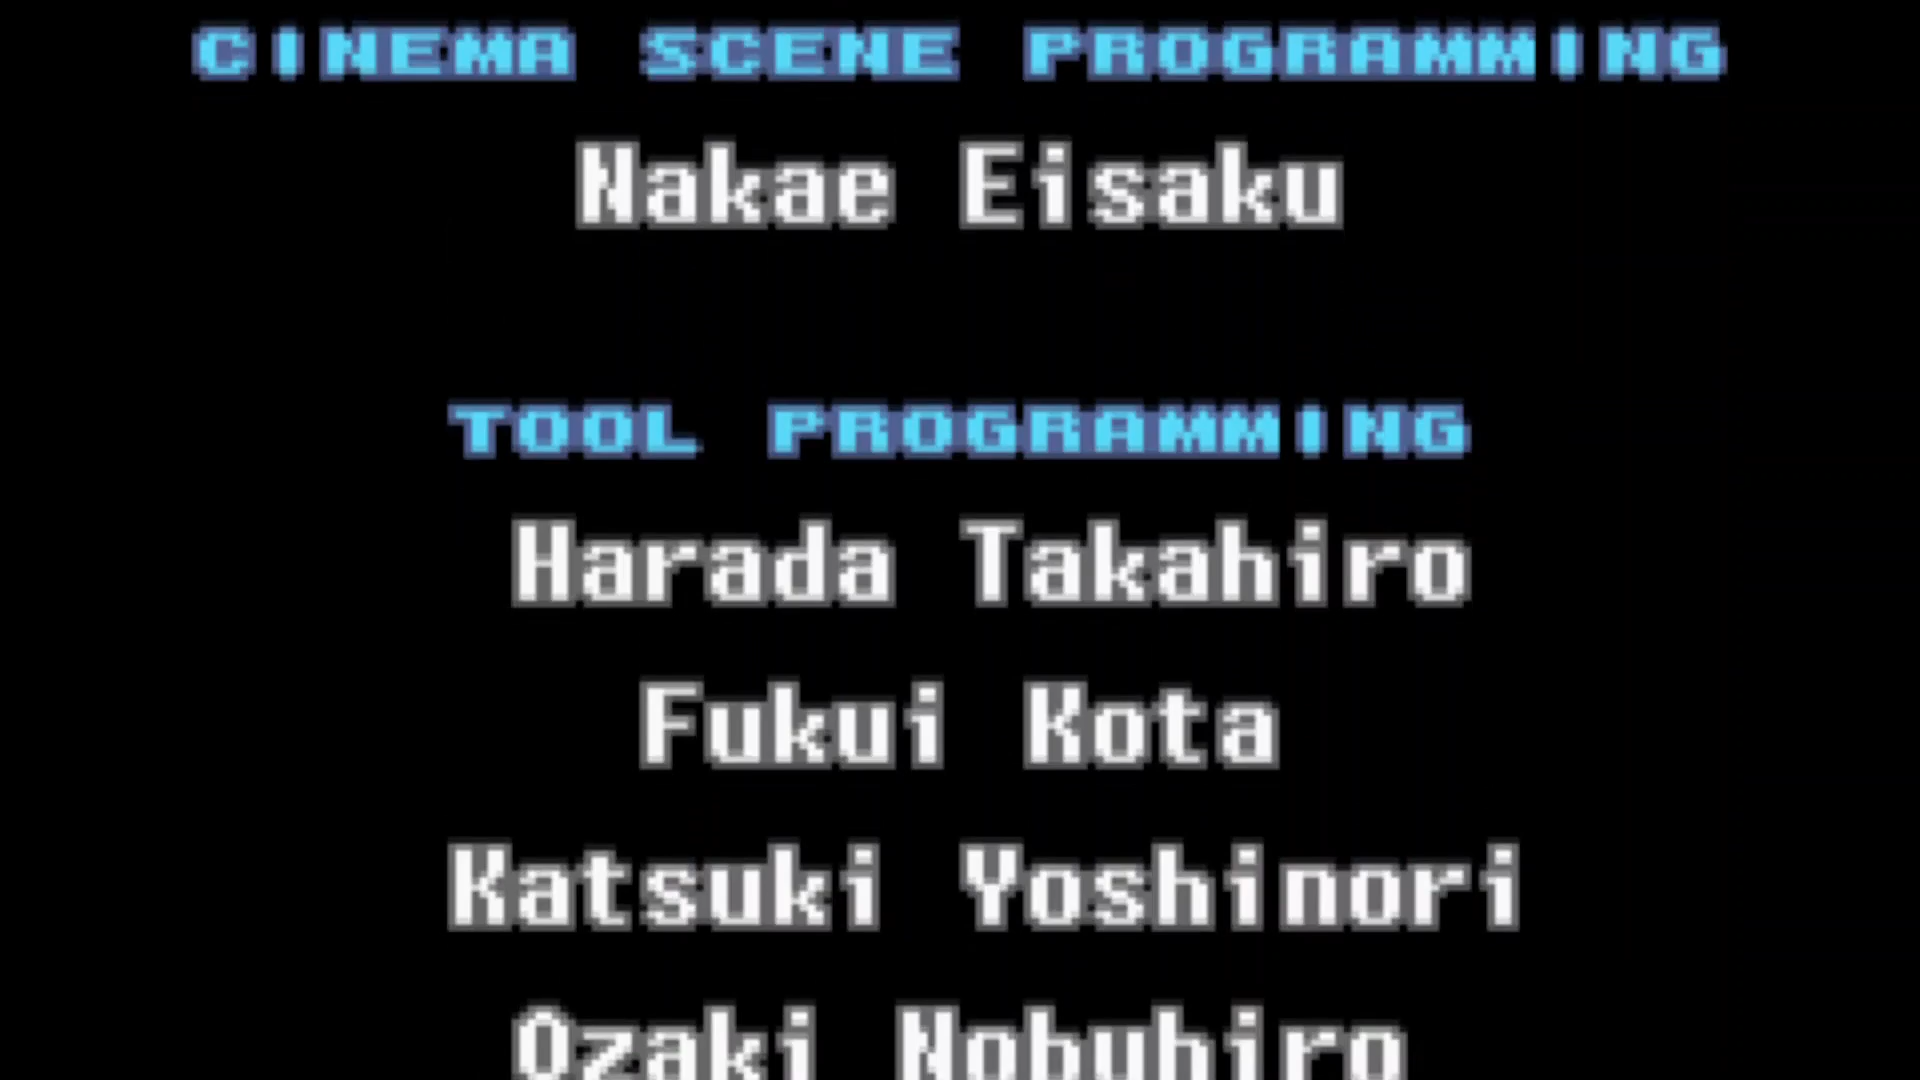 CINEMA SCENE PROGRAMMING
Nakae Eisaku
TOOL PROGRAMMING
Harada Takahiro
Fukui Kota
Katsuki Yoshinori
Ozaki Nobuhiro